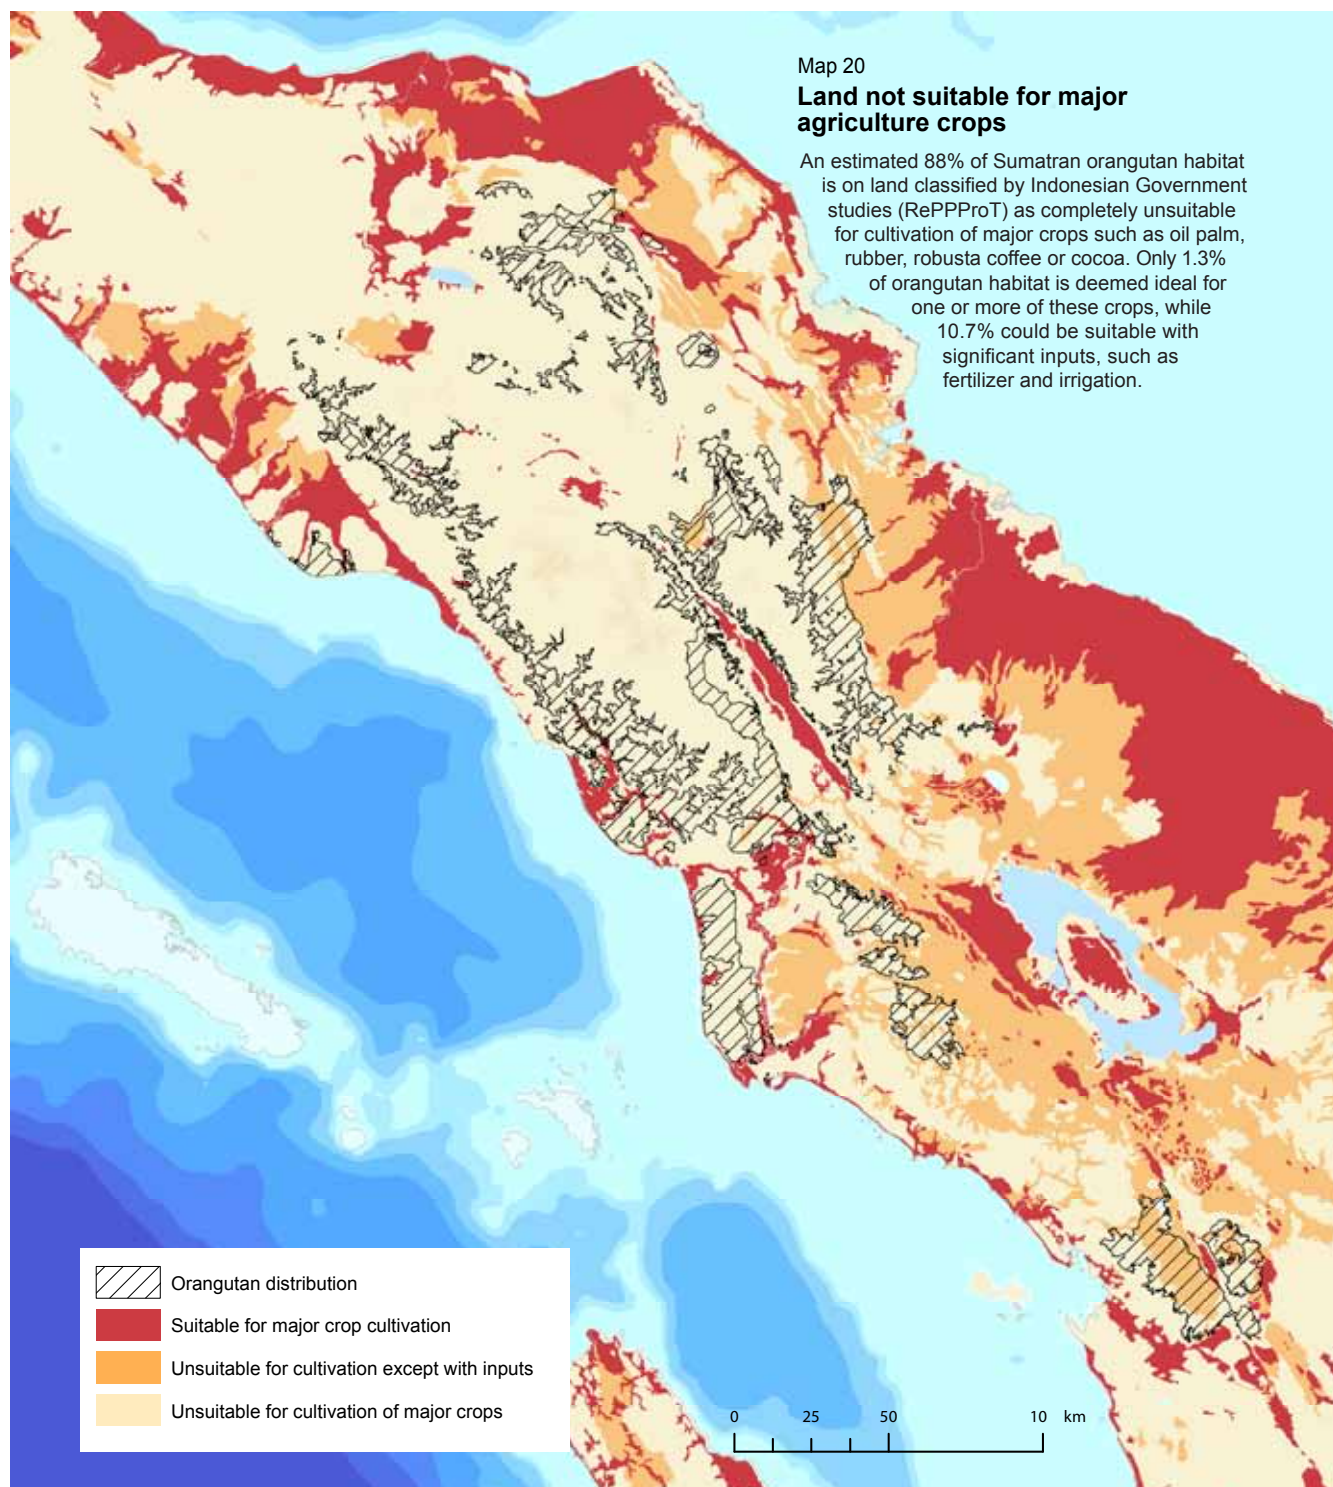 Map 20
Land not suitable for major
agriculture crops
An estimated 88% of Sumatran orangutan habitat
is on land classified by Indonesian Government
studies (RePPProT) as completely unsuitable
for cultivation of major crops such as oil palm,
rubber, robusta coffee or cocoa. Only 1.3%
of orangutan habitat is deemed ideal for
one or more of these crops, while
10.7% could be suitable with
significant inputs, such as
fertilizer and irrigation.
Orangutan distribution
Suitable for major crop cultivation
Unsuitable for cultivation except with inputs
Unsuitable for cultivation of major crops
0 25 50 10 km